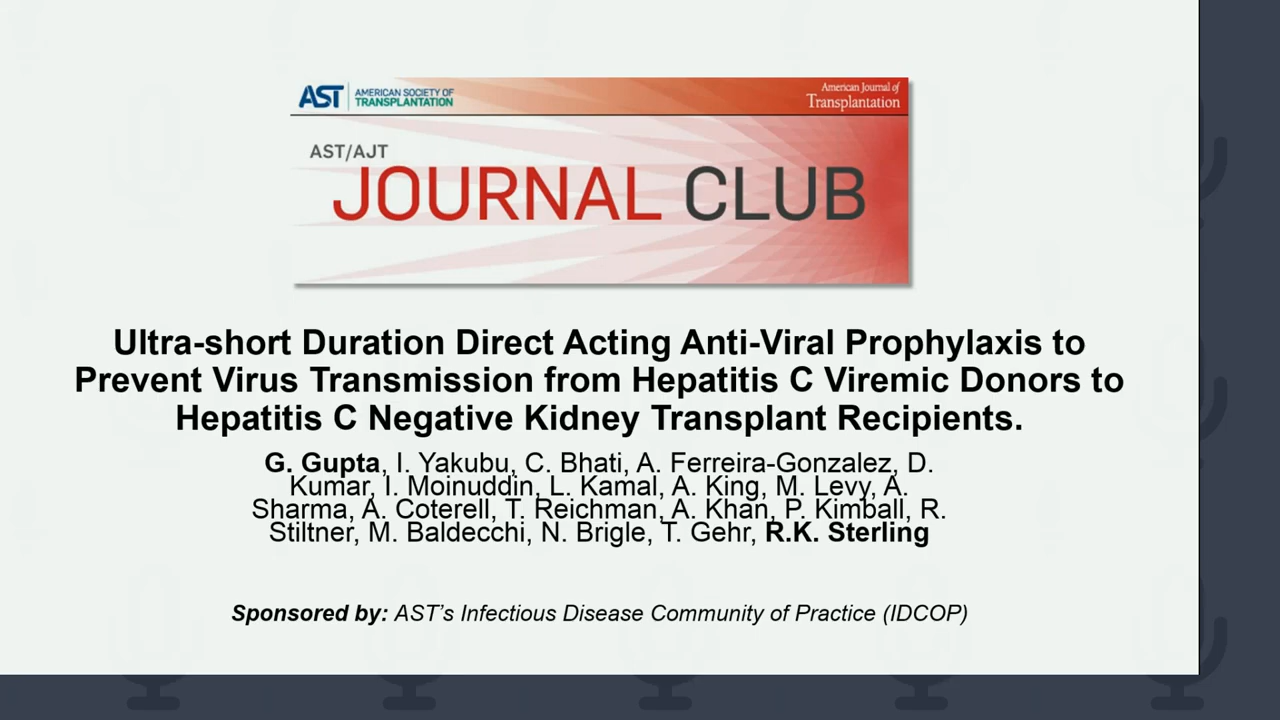 AST AMERICAN SOCIETY OF
TRANSPLANTATION
American Journal of
Transplantation
AST/AJT
JOURNAL CLUB
Ultra-short Duration Direct Acting Anti-Viral Prophylaxis to
Prevent Virus Transmission from Hepatitis C Viremic Donors to
Hepatitis C Negative Kidney Transplant Recipients.
G. Gupta, I. Yakubu, C. Bhati, A. Ferreira-Gonzalez, D.
Kumar, I. Moinuddin, L. Kamal, A. King, M. Levy, A.
Sharma, A. Coterell, T. Reichman, A. Khan, P. Kimball, R.
Stiltner, M. Baldecchi, N. Brigle, T. Gehr, R.K. Sterling
Sponsored by: AST’s Infectious Disease Community of Practice (IDCOP)